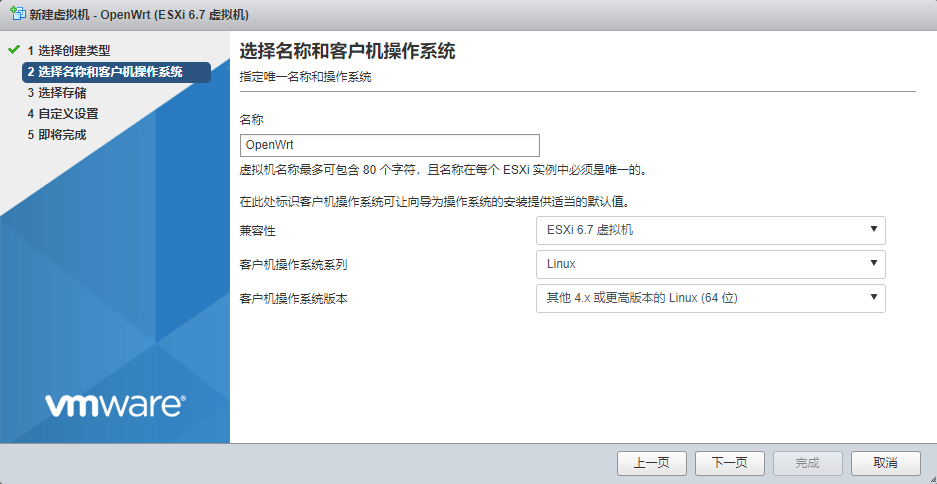 新建虚拟机 - OpenWrt (ESXi 6.7 虚拟机)
1 选择创建类型
2 选择名称和客户机操作系统
3 选择存储
4 自定义设置
5 即将完成
vmware®
选择名称和客户机操作系统
指定唯一名称和操作系统
名称
OpenWrt
虚拟机名称最多可包含 80 个字符，且名称在每个 ESXi 实例中必须是唯一的。
在此处标识客户机操作系统可让向导为操作系统的安装提供适当的默认值。
兼容性 ESXi 6.7 虚拟机
客户机操作系统系列 Linux
客户机操作系统版本 其他 4.x 或更高版本的 Linux (64 位)
上一页 下一页 完成 取消